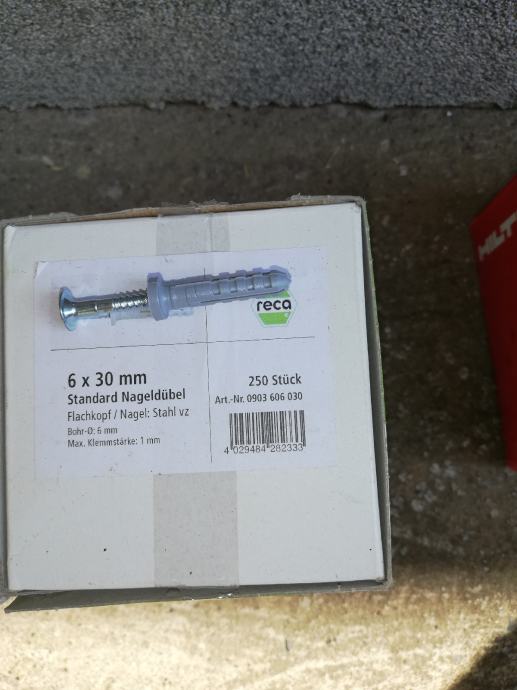 HILT
reca
6 x 30 mm
250 Stück
Standard Nageldübel
Art.-Nr. 0903 606 030
Flachkopf / Nagel: Stahl vz
Bohr-Ø: 6 mm
Max. Klemmstärke: 1 mm
4 029484 282333